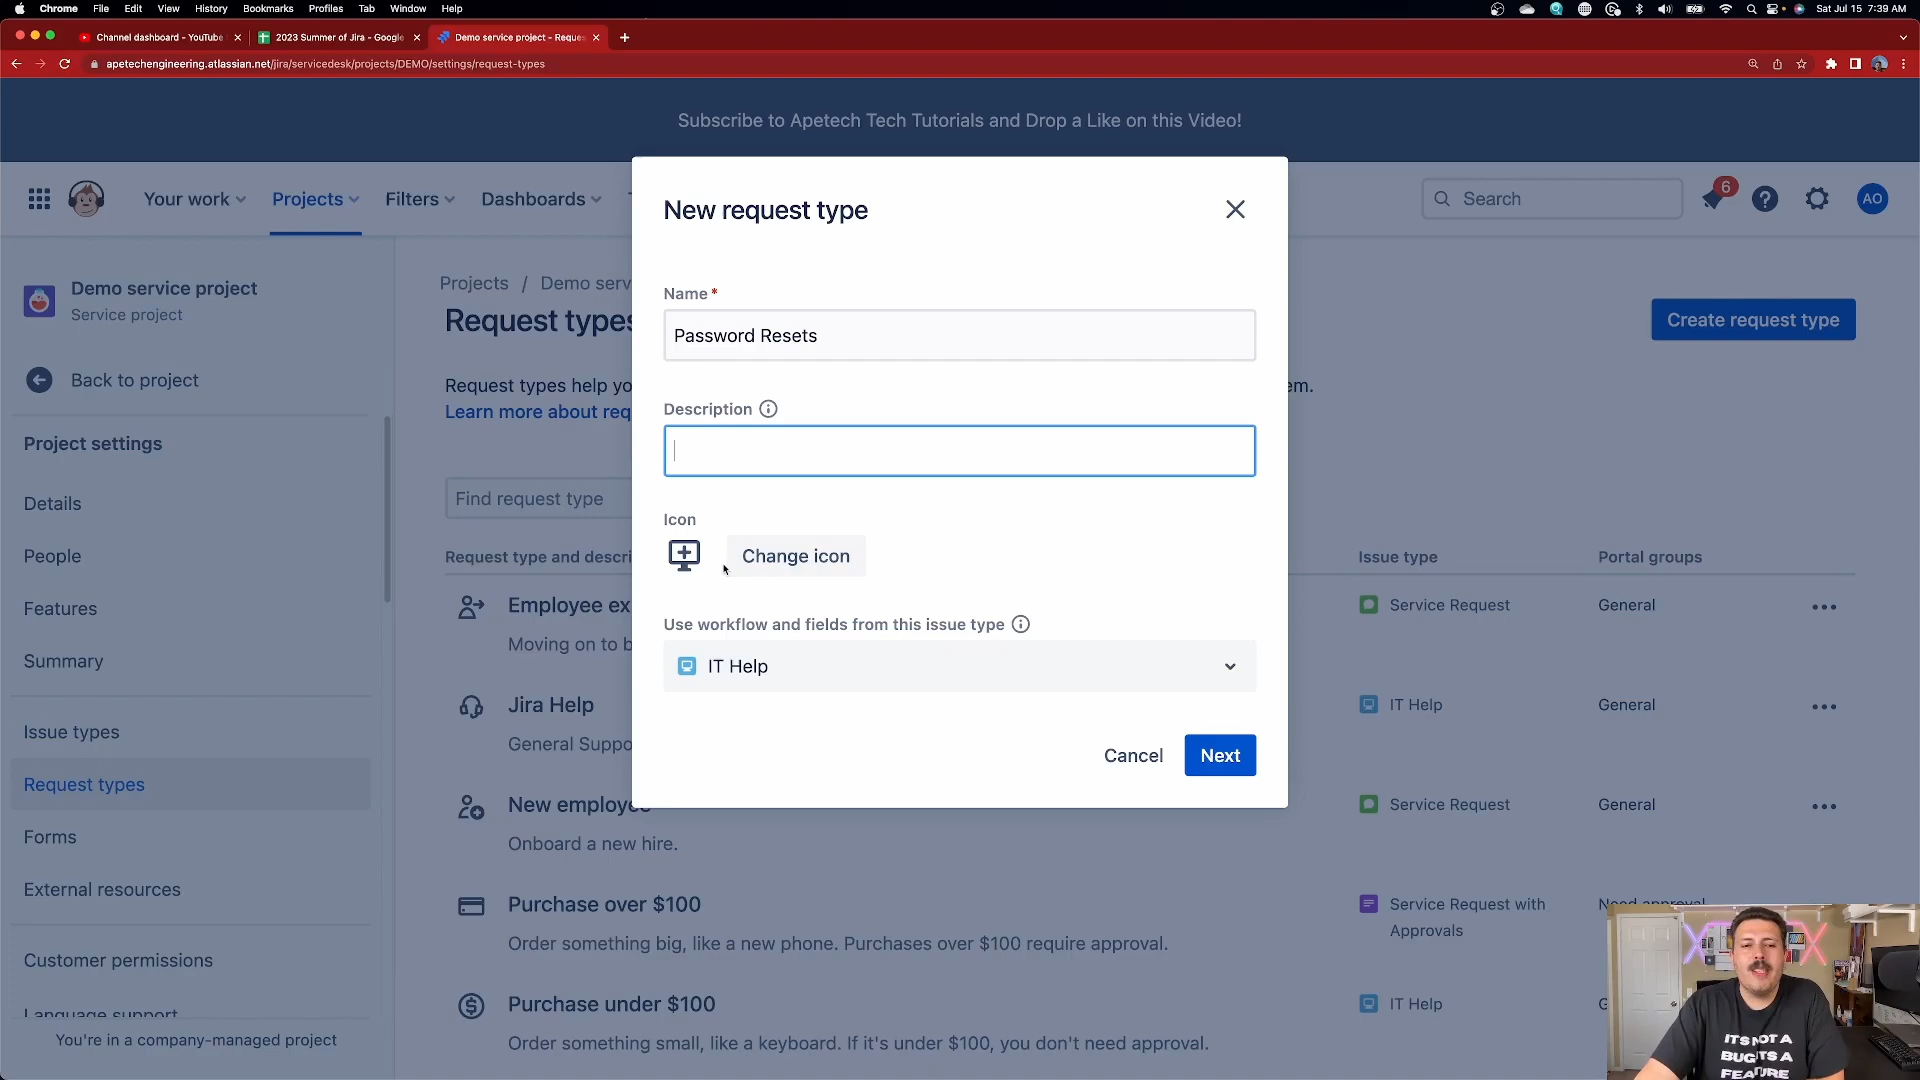 Chrome File Edit View History Bookmarks Profiles Tab Window Help Sat Jul 15 7:39 AM
Channel dashboard - YouTube 2023 Summer of Jira - Google Demo service project - Reques
apetechengineering.atlassian.net/jira/servicedesk/projects/DEMO/settings/request-types
Subscribe to Apetech Tech Tutorials and Drop a Like on this Video!
Your work Projects Filters Dashboards Search 6 AO
Demo service project
Service project
Back to project
Project settings
Details
People
Features
Summary
Issue types
Request types
Forms
External resources
Customer permissions
Language support
You're in a company-managed project
Projects / Demo serv
Request types
Create request type
Request types help yo
em.
Learn more about req
Find request type
Request type and descri Issue type Portal groups
Employee ex Service Request General
Moving on to b
Jira Help IT Help General
General Suppo
New employe Service Request General
Onboard a new hire.
Purchase over $100 Service Request with Approvals Need approval
Order something big, like a new phone. Purchases over $100 require approval.
Purchase under $100 IT Help G
Order something small, like a keyboard. If it's under $100, you don't need approval.
New request type
Name *
Password Resets
Description
Icon
Change icon
Use workflow and fields from this issue type
IT Help
Cancel Next
IT'S NOT A
BUG ITS A
FEATURE